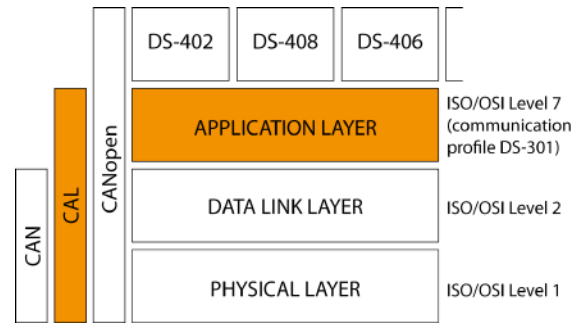 DS-402
DS-408
DS-406
APPLICATION LAYER
ISO/OSI Level 7
(communication
profile DS-301)
DATA LINK LAYER
ISO/OSI Level 2
PHYSICAL LAYER
ISO/OSI Level 1
CAN
CAL
CANopen